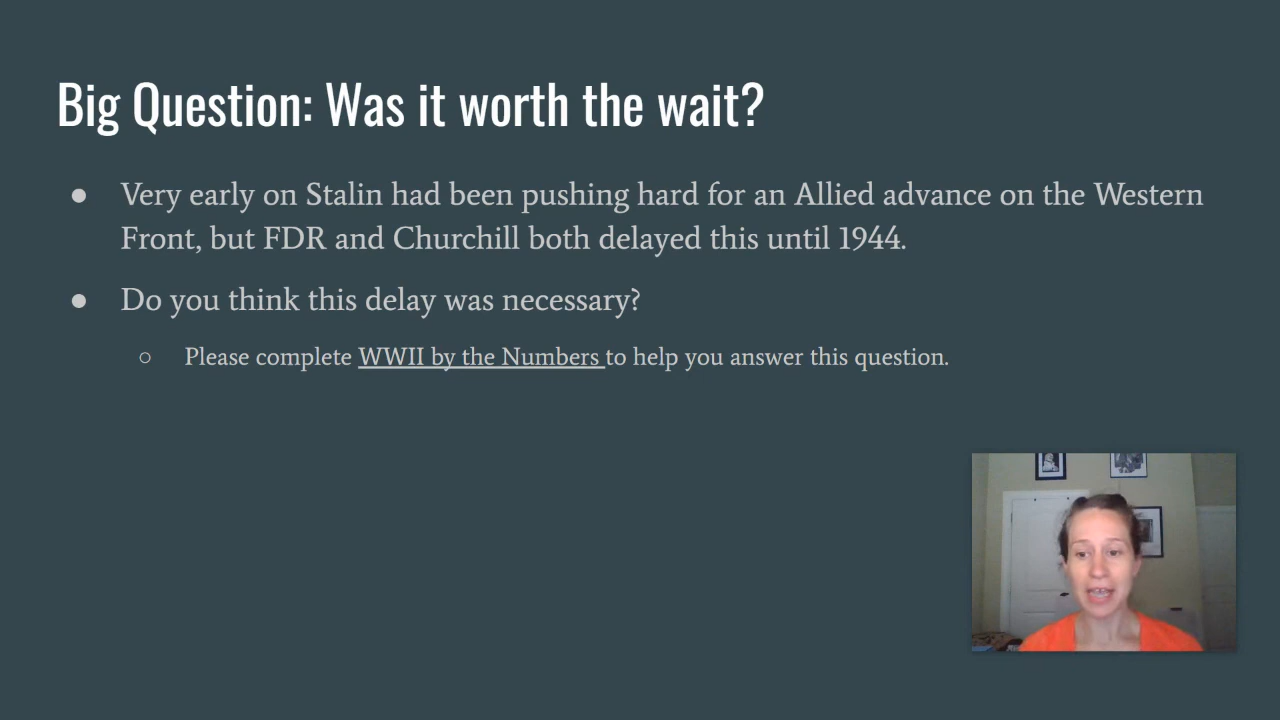 Big Question: Was it worth the wait?
● Very early on Stalin had been pushing hard for an Allied advance on the Western
Front, but FDR and Churchill both delayed this until 1944.
● Do you think this delay was necessary?
○ Please complete WWII by the Numbers to help you answer this question.